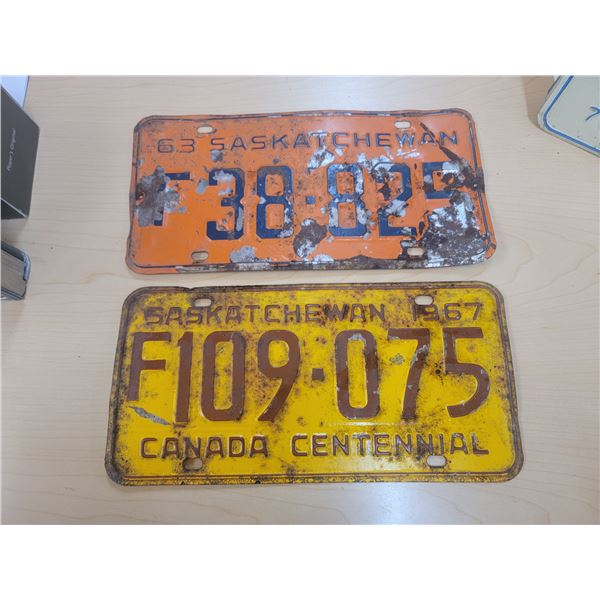 63 SASKATCHEWAN
F38-825
SASKATCHEWAN 1967
F109-075
CANADA CENTENNIAL